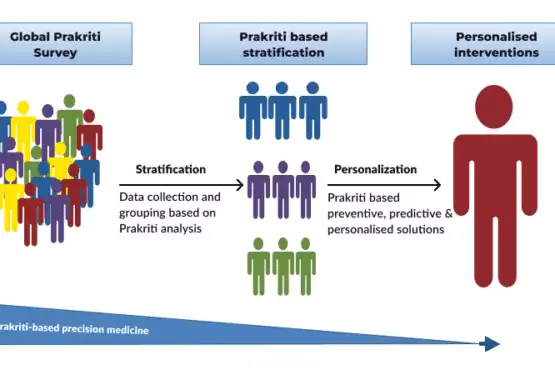 Global Prakriti
Survey
Prakriti based
stratification
Personalised
interventions
Stratification
Data collection and
grouping based on
Prakriti analysis
Personalization
Prakriti based
preventive, predictive &
personalised solutions
rakriti-based precision medicine